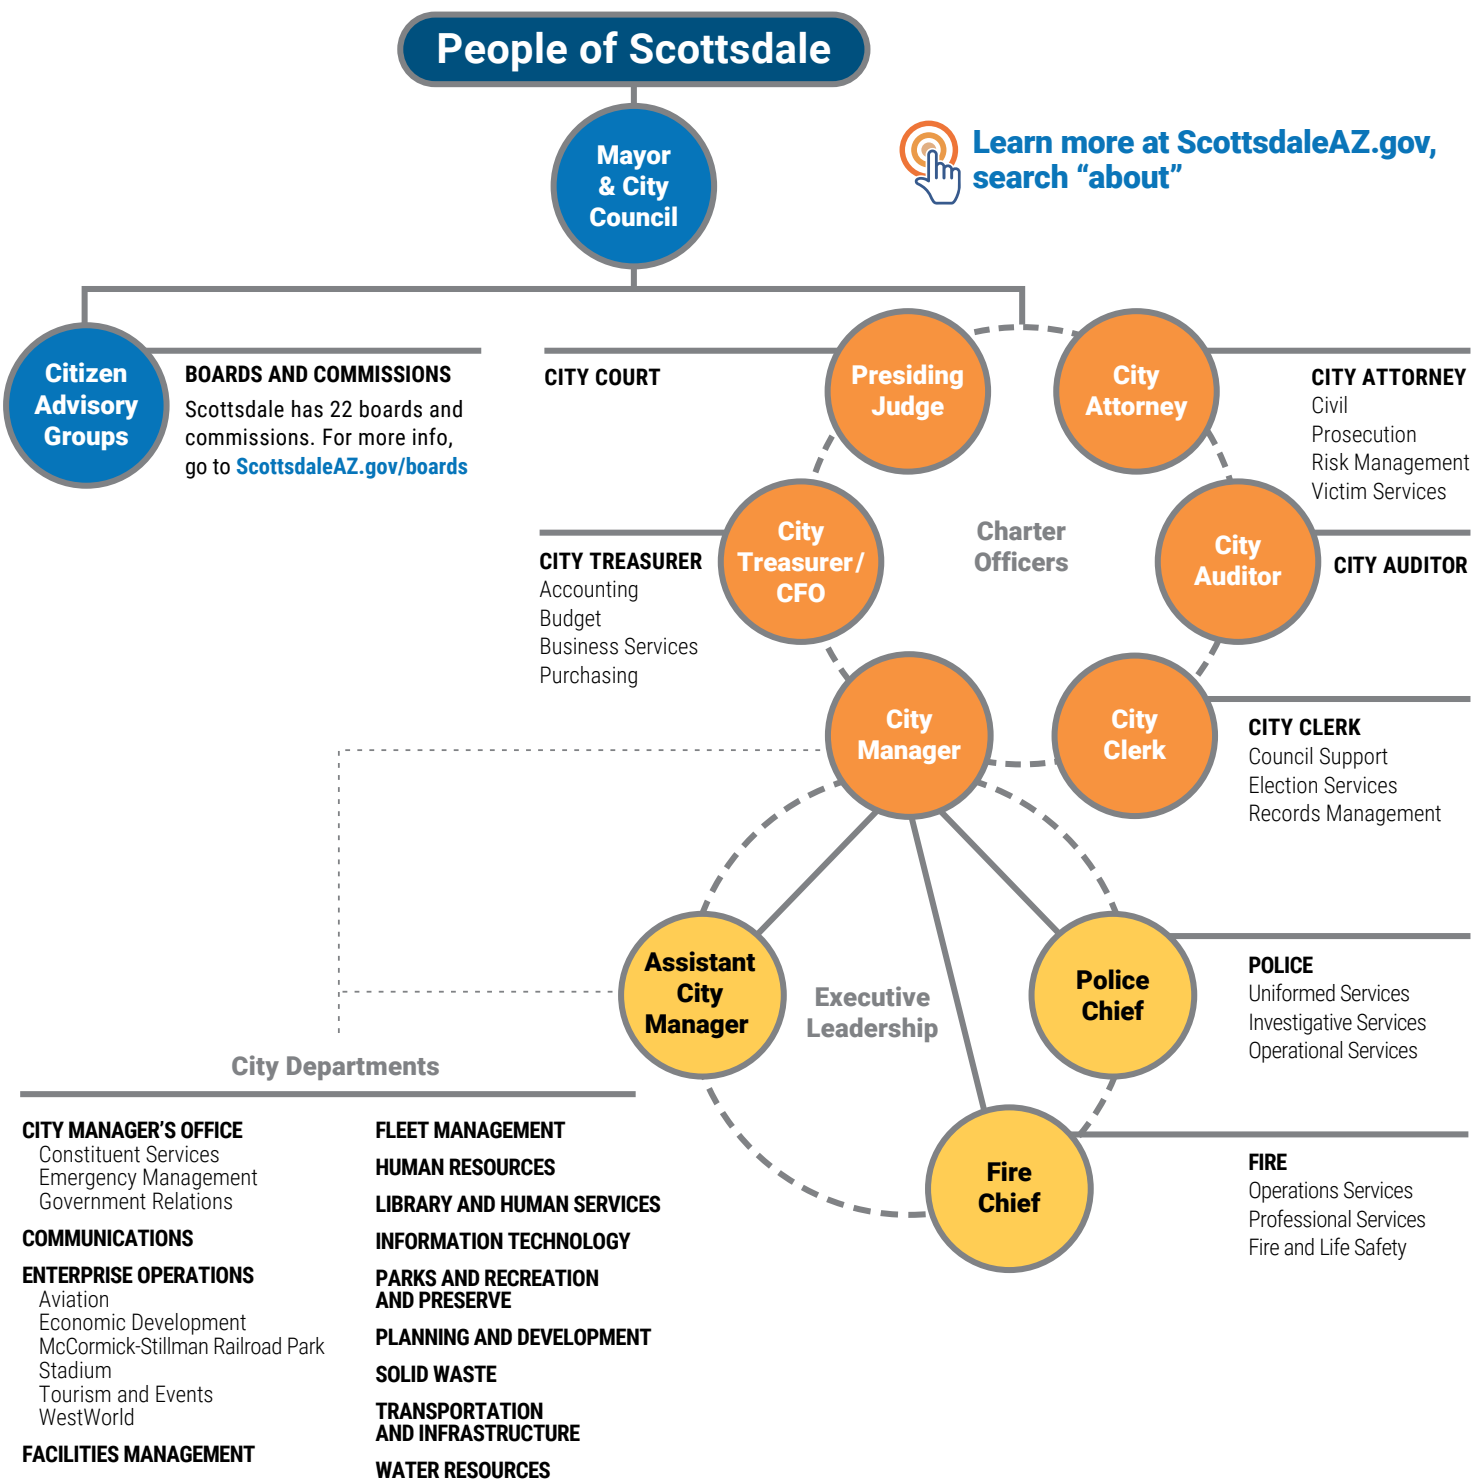 People of Scottsdale
Mayor
& City
Council
Learn more at ScottsdaleAZ.gov,
search “about”
Citizen
Advisory
Groups
BOARDS AND COMMISSIONS
Scottsdale has 22 boards and
commissions. For more info,
go to ScottsdaleAZ.gov/boards
CITY COURT
Presiding
Judge
City
Attorney
CITY ATTORNEY
Civil
Prosecution
Risk Management
Victim Services
CITY TREASURER
Accounting
Budget
Business Services
Purchasing
City
Treasurer/
CFO
Charter
Officers
City
Auditor
CITY AUDITOR
City
Manager
City
Clerk
CITY CLERK
Council Support
Election Services
Records Management
Assistant
City
Manager
Executive
Leadership
Police
Chief
POLICE
Uniformed Services
Investigative Services
Operational Services
Fire
Chief
FIRE
Operations Services
Professional Services
Fire and Life Safety
City Departments
CITY MANAGER’S OFFICE
Constituent Services
Emergency Management
Government Relations
COMMUNICATIONS
ENTERPRISE OPERATIONS
Aviation
Economic Development
McCormick-Stillman Railroad Park
Stadium
Tourism and Events
WestWorld
FACILITIES MANAGEMENT
FLEET MANAGEMENT
HUMAN RESOURCES
LIBRARY AND HUMAN SERVICES
INFORMATION TECHNOLOGY
PARKS AND RECREATION
AND PRESERVE
PLANNING AND DEVELOPMENT
SOLID WASTE
TRANSPORTATION
AND INFRASTRUCTURE
WATER RESOURCES